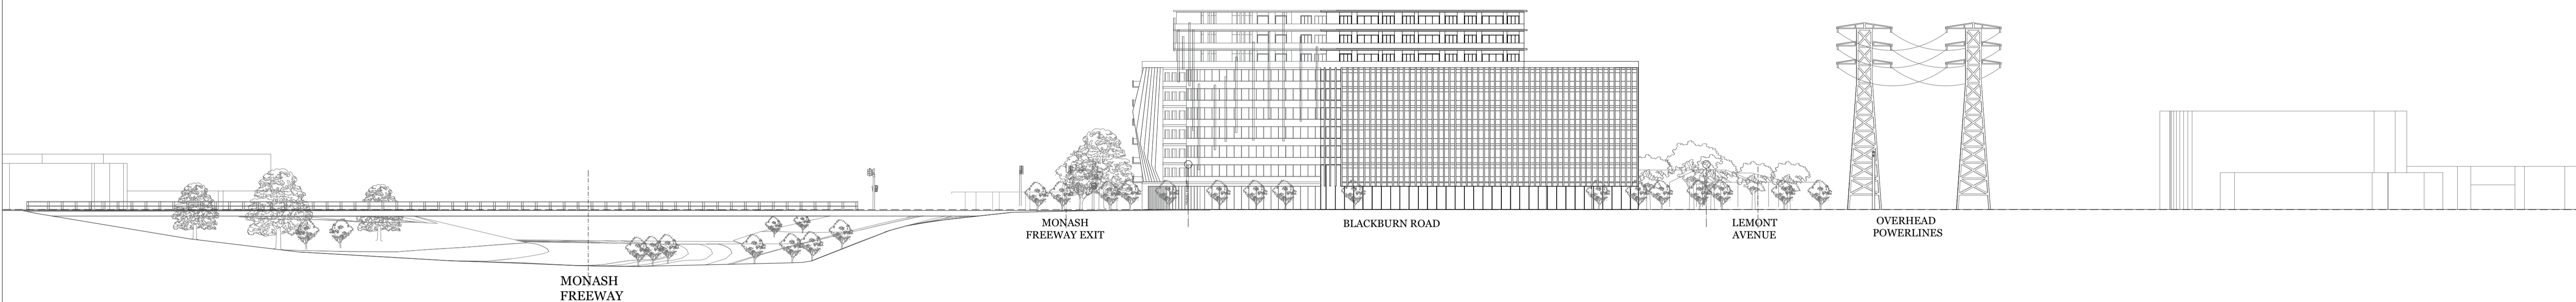 MONASH
FREEWAY
MONASH
FREEWAY EXIT
BLACKBURN ROAD
LEMONT
AVENUE
OVERHEAD
POWERLINES